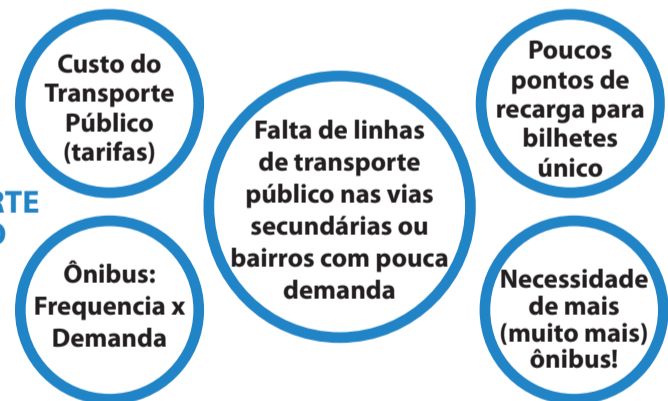 Custo do
Transporte
Público
(tarifas)
RTE
O
Ônibus:
Frequencia x
Demanda
Falta de linhas
de transporte
público nas vias
secundárias ou
bairros com pouca
demanda
Poucos
pontos de
recarga para
bilhetes
único
Necessidade
de mais
(muito mais)
ônibus!